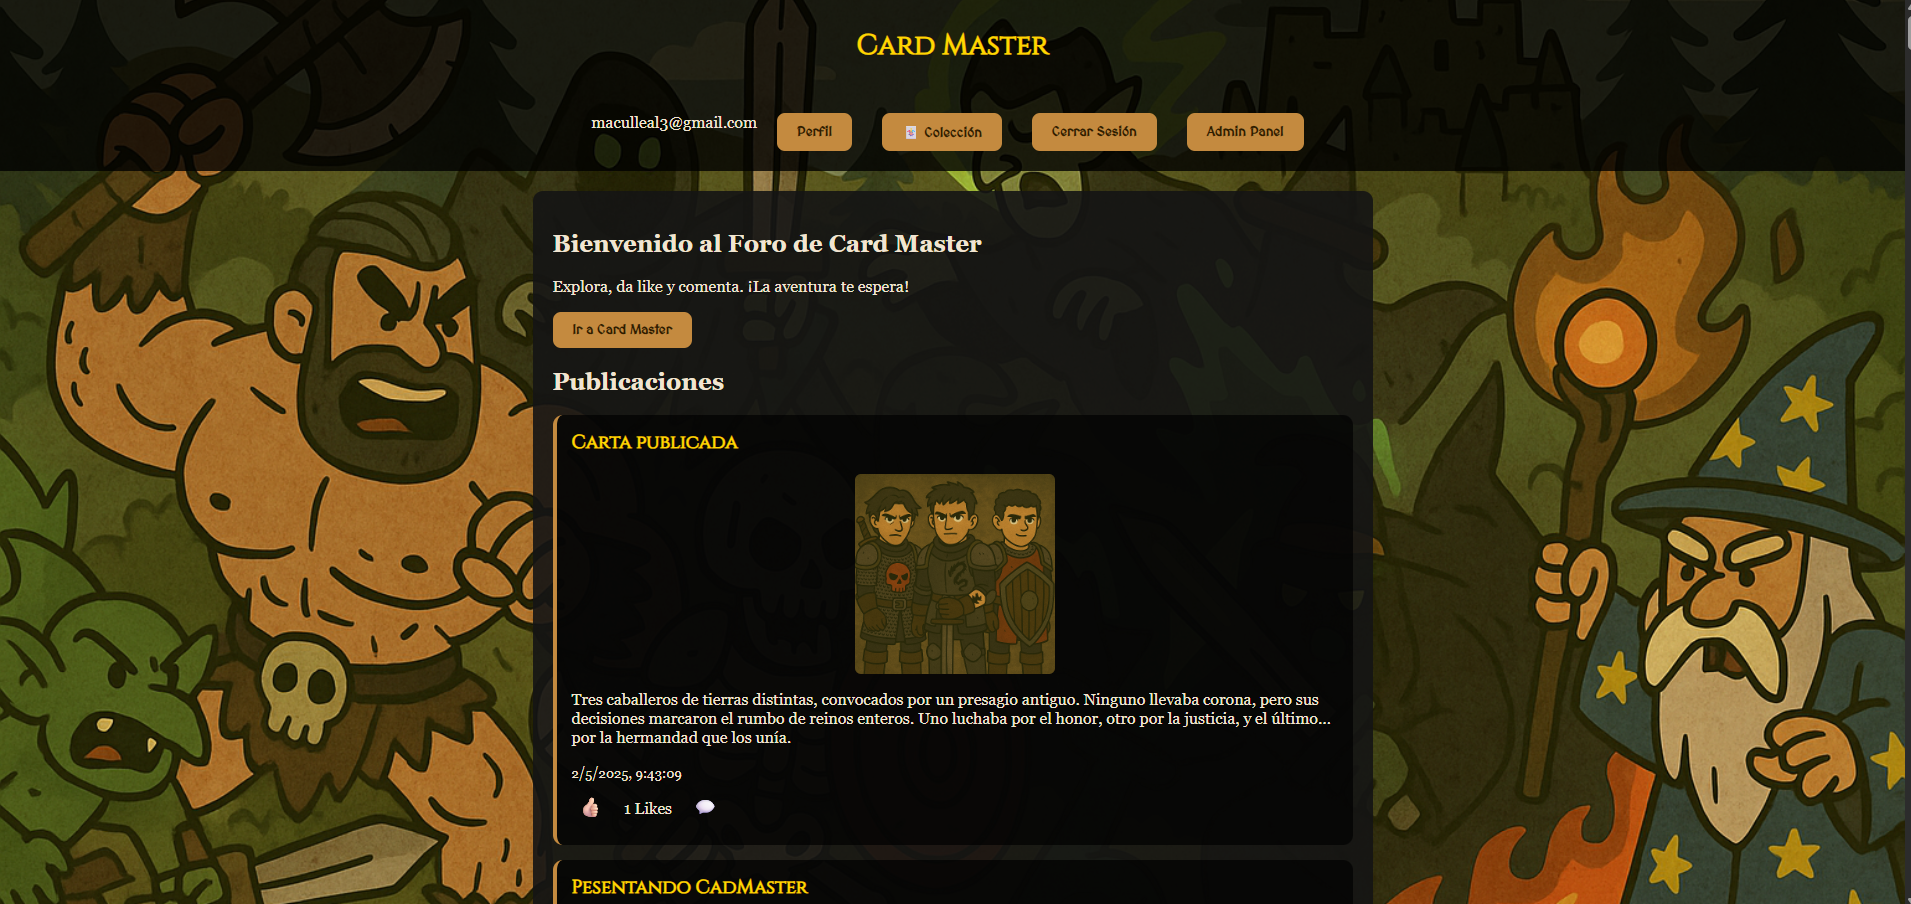 Card Master
maculleal3@gmail.com
Perfil
Colección
Cerrar Sesión
Admin Panel
Bienvenido al Foro de Card Master
Explora, da like y comenta. ¡La aventura te espera!
Ir a Card Master
Publicaciones
Carta publicada
Tres caballeros de tierras distintas, convocados por un presagio antiguo. Ninguno llevaba corona, pero sus
decisiones marcaron el rumbo de reinos enteros. Uno luchaba por el honor, otro por la justicia, y el último...
por la hermandad que los unía.
2/5/2025, 9:43:09
1 Likes
Pesentando CadMaster